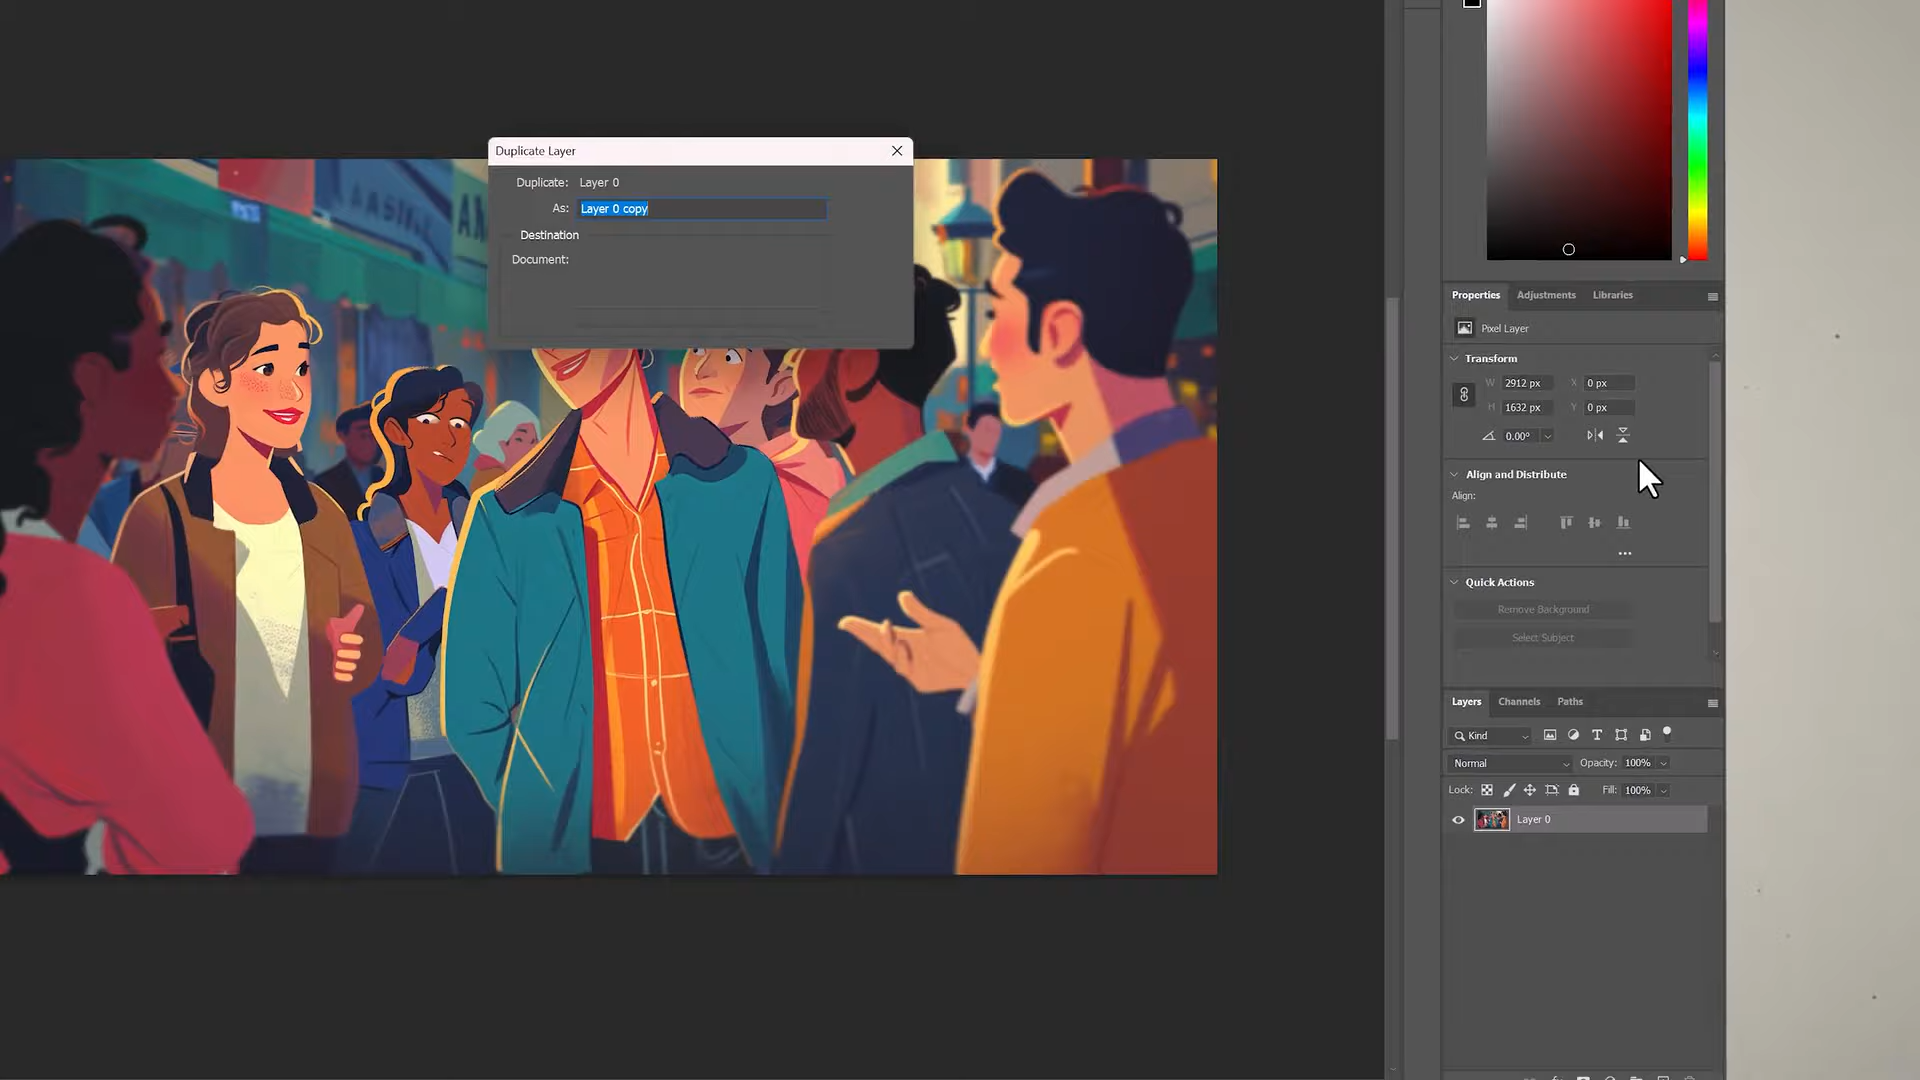 Duplicate Layer
Duplicate: Layer 0
As: Layer 0 copy
Destination
Document:
Properties Adjustments Libraries
Pixel Layer
Transform
W 2912 px X 0 px
H 1632 px Y 0 px
0.00°
Align and Distribute
Align:
Quick Actions
Remove Background
Select Subject
Layers Channels Paths
Kind
Normal Opacity: 100%
Lock: Fill: 100%
Layer 0